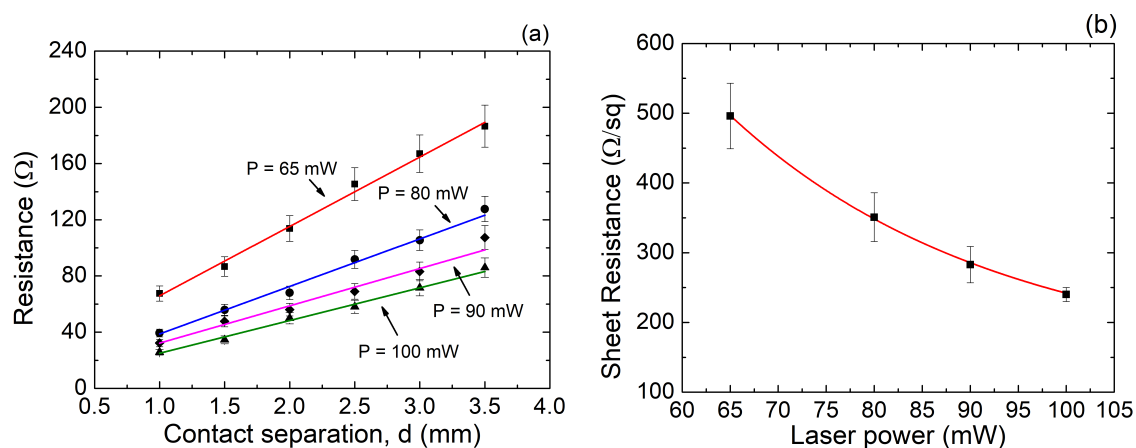 (a)
240
200
160
120
80
40
0
Resistance (Ω)
P = 65 mW
P = 80 mW
P = 90 mW
P = 100 mW
0.5 1.0 1.5 2.0 2.5 3.0 3.5 4.0
Contact separation, d (mm)
(b)
600
500
400
300
200
100
Sheet Resistance (Ω/sq)
60 65 70 75 80 85 90 95 100 105
Laser power (mW)